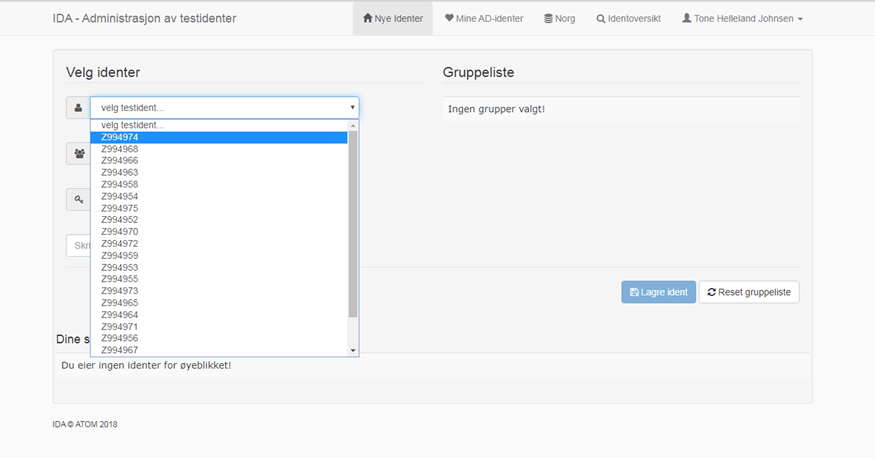 IDA - Administrasjon av testidenter
Nye Identer
Mine AD-identer
Norg
Identoversikt
Tone Helleland Johnsen
Velg identer
Gruppeliste
velg testident...
Ingen grupper valgt!
velg testident...
Z994974
Z994968
Z994966
Z994963
Z994958
Z994954
Z994975
Z994952
Z994970
Z994972
Z994959
Z994953
Z994955
Z994973
Z994965
Z994964
Z994971
Z994956
Z994967
Skri
Lagre ident
Reset gruppeliste
Dine s
Du eier ingen identer for øyeblikket!
IDA © ATOM 2018